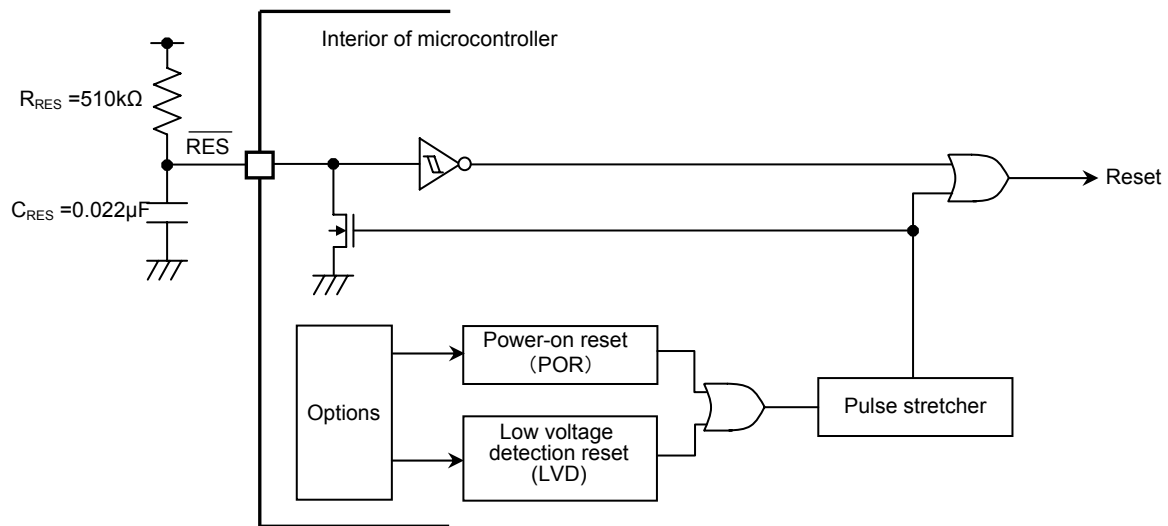 Interior of microcontroller
RRES =510kΩ
RES
CRES =0.022µF
Reset
Options
Power-on reset
（POR）
Low voltage
detection reset
(LVD)
Pulse stretcher